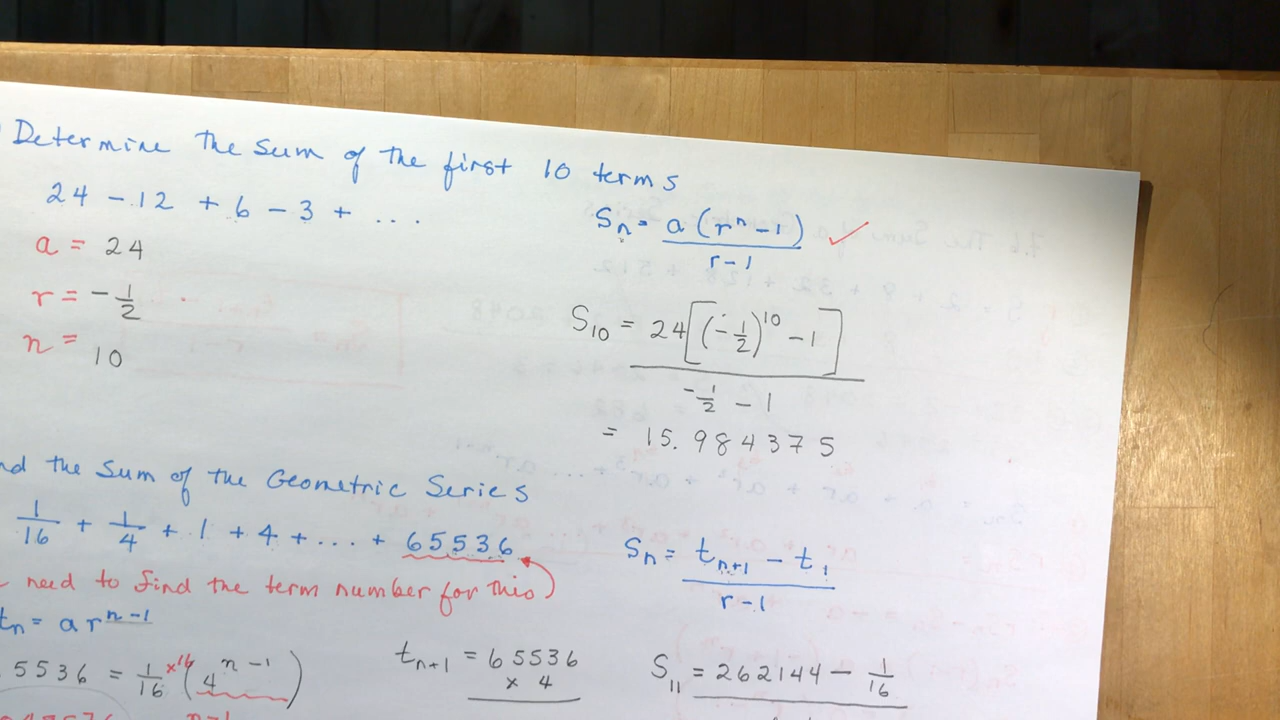 Determine the sum of the first 10 terms
24 - 12 + 6 - 3 + ...
a = 24
r = -1/2
n = 10
Sn = a(r^n - 1)
r-1
S10 = 24[(-1/2)^10 - 1]
-1/2 - 1
= 15.984375
nd the Sum of the Geometric Series
1/16 + 1/4 + 1 + 4 + ... + 65536
need to find the term number for this)
tn = ar^n-1
5536 = 1/16 ×16 (4^n-1)
tn+1 = 65536
× 4
Sn = tn+1 - t1
r-1
S11 = 262144 - 1/16